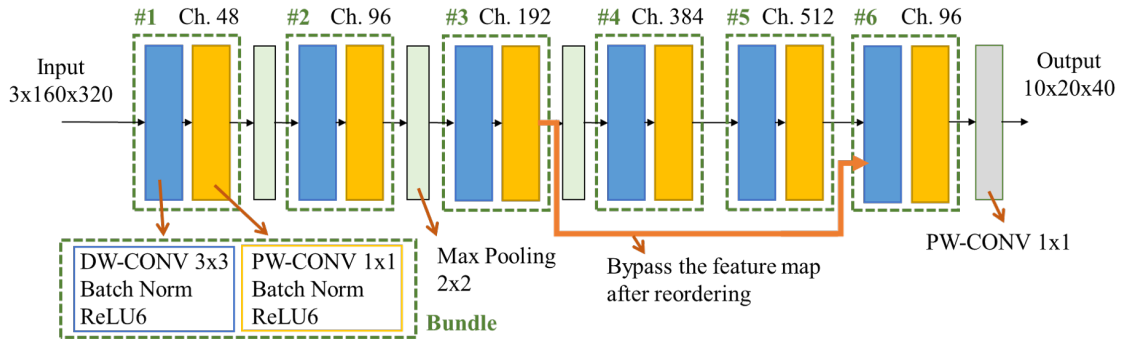 #1 Ch. 48
#2 Ch. 96
#3 Ch. 192
#4 Ch. 384
#5 Ch. 512
#6 Ch. 96
Input
3x160x320
Output
10x20x40
DW-CONV 3x3
Batch Norm
ReLU6
PW-CONV 1x1
Batch Norm
ReLU6
Bundle
Max Pooling
2x2
Bypass the feature map
after reordering
PW-CONV 1x1